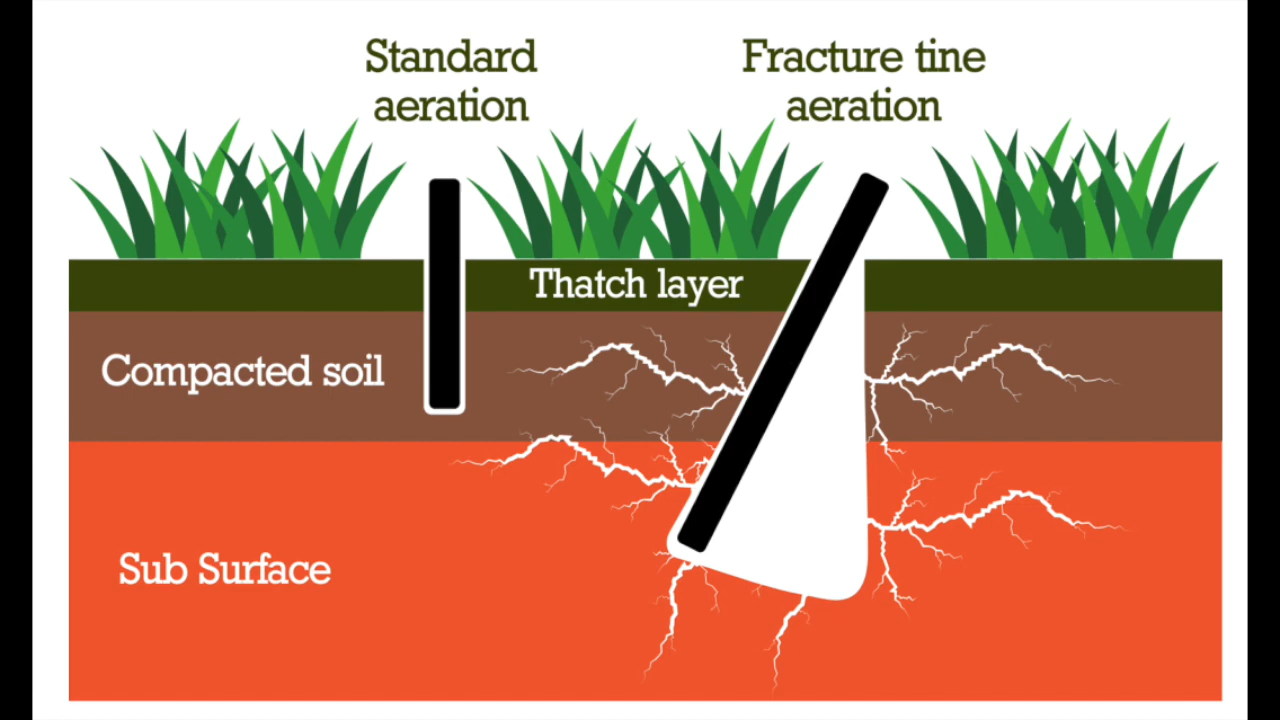 Standard
aeration
Fracture tine
aeration
Thatch layer
Compacted soil
Sub Surface